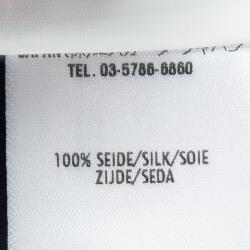 TEL. 03-5786-6860
100% SEIDE/SILK/SOIE
ZIJDE/SEDA